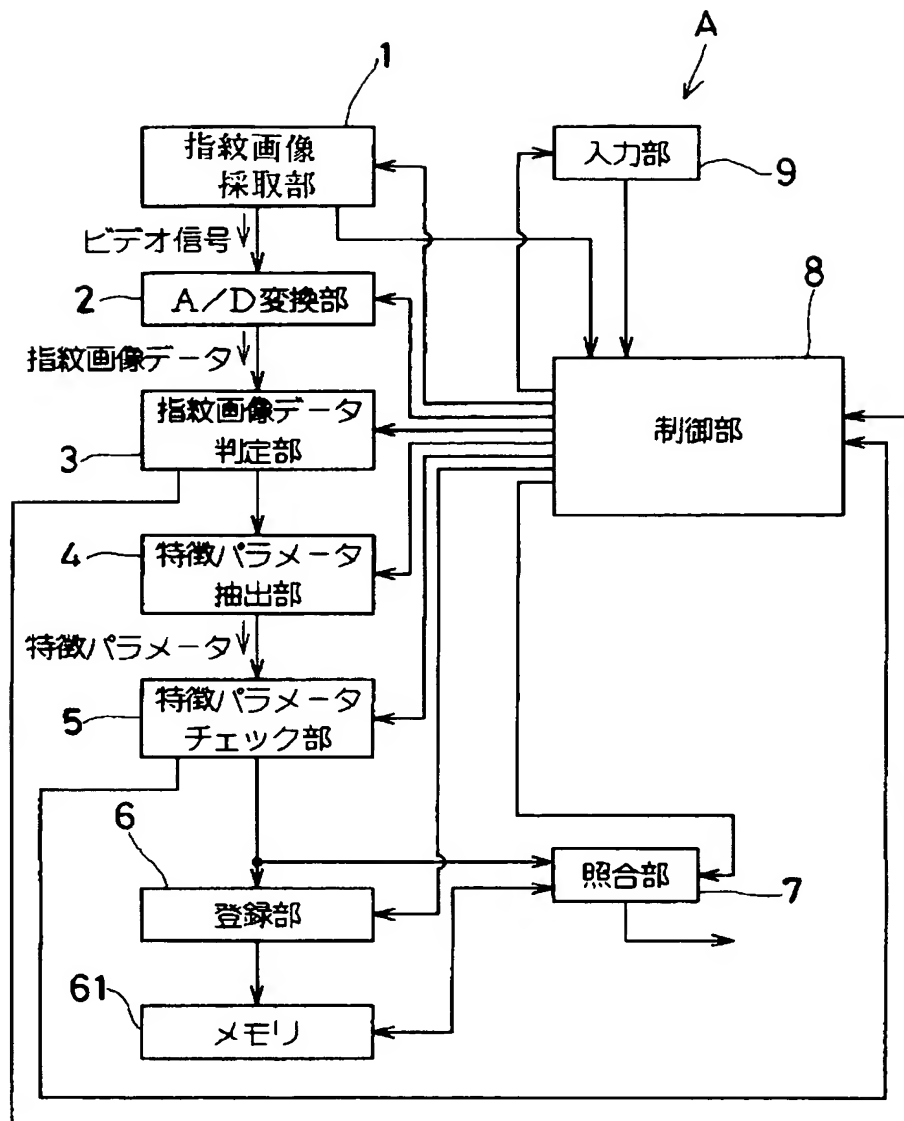 A
1
指紋画像
採取部
入力部
9
ビデオ信号
2
A/D変換部
8
指紋画像データ
指紋画像データ
判定部
3
制御部
4
特徴パラメータ
抽出部
特徴パラメータ
特徴パラメータ
チェック部
5
6
照合部
7
登録部
61
メモリ